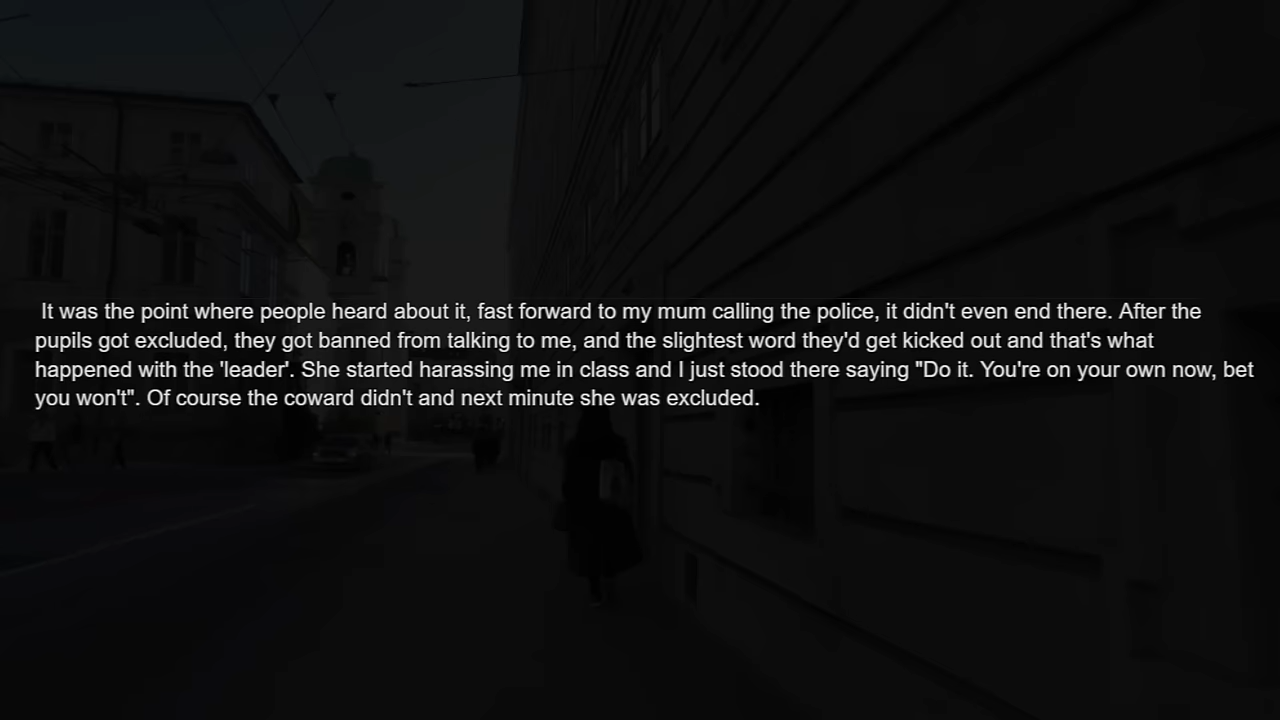 It was the point where people heard about it, fast forward to my mum calling the police, it didn't even end there. After the
pupils got excluded, they got banned from talking to me, and the slightest word they'd get kicked out and that's what
happened with the 'leader'. She started harassing me in class and I just stood there saying "Do it. You're on your own now, bet
you won't". Of course the coward didn't and next minute she was excluded.